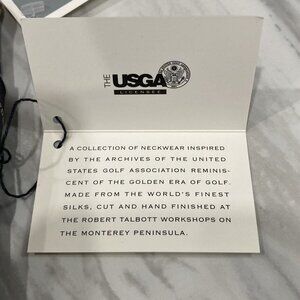 THE USGA
LICENSEE
A COLLECTION OF NECKWEAR INSPIRED
BY THE ARCHIVES OF THE UNITED
STATES GOLF ASSOCIATION REMINIS-
CENT OF THE GOLDEN ERA OF GOLF.
MADE FROM THE WORLD'S FINEST
SILKS, CUT AND HAND FINISHED AT
THE ROBERT TALBOTT WORKSHOPS ON
THE MONTEREY PENINSULA.